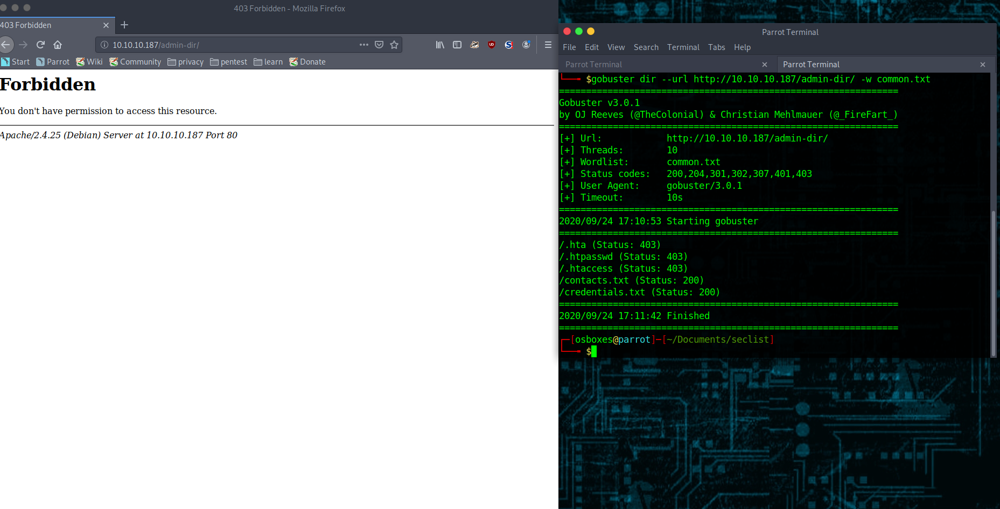 403 Forbidden - Mozilla Firefox
403 Forbidden
10.10.10.187/admin-dir/
Start Parrot Wiki Community privacy pentest learn Donate
Forbidden
You don't have permission to access this resource.
Apache/2.4.25 (Debian) Server at 10.10.10.187 Port 80
Parrot Terminal
File Edit View Search Terminal Tabs Help
Parrot Terminal
Parrot Terminal
$gobuster dir --url http://10.10.10.187/admin-dir/ -w common.txt
===============================================================
Gobuster v3.0.1
by OJ Reeves (@TheColonial) & Christian Mehlmauer (@_FireFart_)
===============================================================
[+] Url: http://10.10.10.187/admin-dir/
[+] Threads: 10
[+] Wordlist: common.txt
[+] Status codes: 200,204,301,302,307,401,403
[+] User Agent: gobuster/3.0.1
[+] Timeout: 10s
===============================================================
2020/09/24 17:10:53 Starting gobuster
===============================================================
/.hta (Status: 403)
/.htpasswd (Status: 403)
/.htaccess (Status: 403)
/contacts.txt (Status: 200)
/credentials.txt (Status: 200)
===============================================================
2020/09/24 17:11:42 Finished
===============================================================
┌─[osboxes@parrot]─[~/Documents/seclist]
└──╼ $